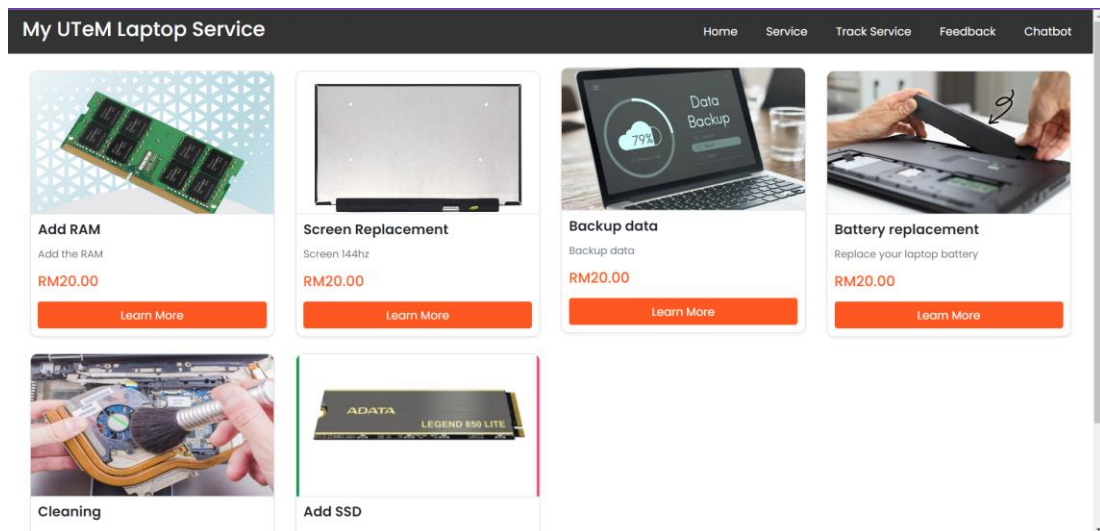 My UTeM Laptop Service
Home Service Track Service Feedback Chatbot
Data
Backup
79%
Add RAM
Add the RAM
RM20.00
Learn More
Screen Replacement
Screen 144hz
RM20.00
Learn More
Backup data
Backup data
RM20.00
Learn More
Battery replacement
Replace your laptop battery
RM20.00
Learn More
Cleaning
ADATA
LEGEND 850 LITE
Add SSD